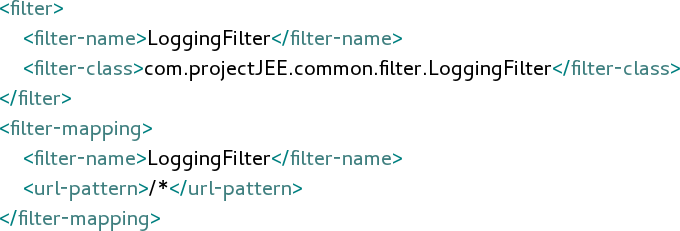 <filter>
    <filter-name>LoggingFilter</filter-name>
    <filter-class>com.projectJEE.common.filter.LoggingFilter</filter-class>
</filter>
<filter-mapping>
    <filter-name>LoggingFilter</filter-name>
    <url-pattern>/*</url-pattern>
</filter-mapping>